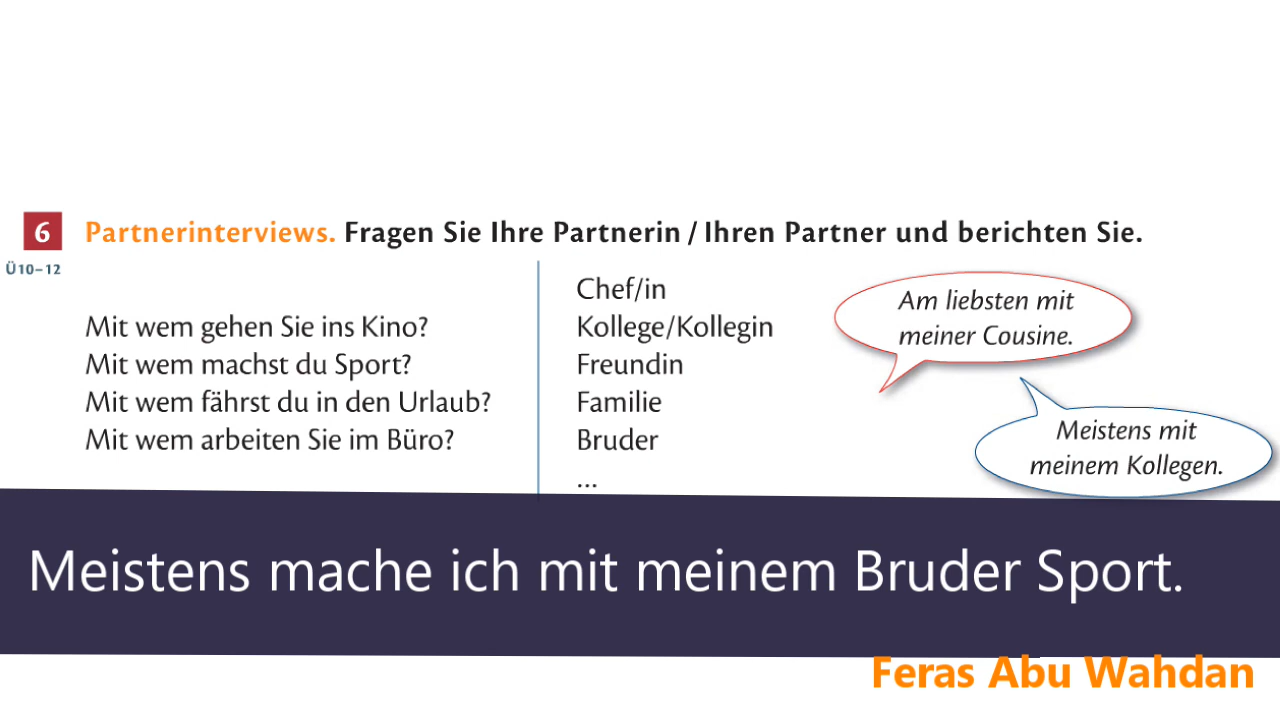 6 Partnerinterviews. Fragen Sie Ihre Partnerin / Ihren Partner und berichten Sie.
Ü10–12
Mit wem gehen Sie ins Kino?
Mit wem machst du Sport?
Mit wem fährst du in den Urlaub?
Mit wem arbeiten Sie im Büro?
Chef/in
Kollege/Kollegin
Freundin
Familie
Bruder
...
Am liebsten mit
meiner Cousine.
Meistens mit
meinem Kollegen.
Meistens mache ich mit meinem Bruder Sport.
Feras Abu Wahdan